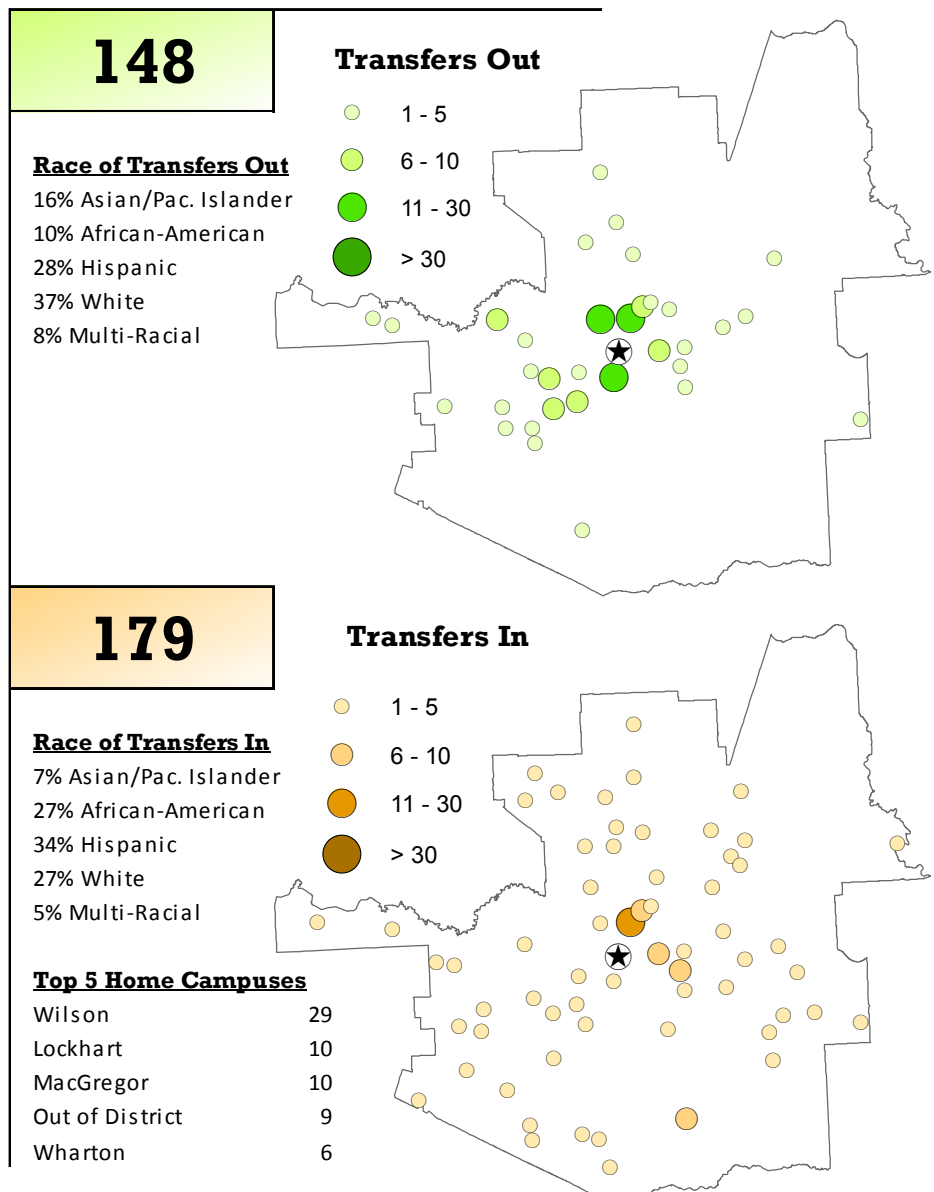 148
Transfers Out
1 - 5
6 - 10
11 - 30
> 30
Race of Transfers Out
16% Asian/Pac. Islander
10% African-American
28% Hispanic
37% White
8% Multi-Racial
179
Transfers In
1 - 5
6 - 10
11 - 30
> 30
Race of Transfers In
7% Asian/Pac. Islander
27% African-American
34% Hispanic
27% White
5% Multi-Racial
Top 5 Home Campuses
Wilson 29
Lockhart 10
MacGregor 10
Out of District 9
Wharton 6